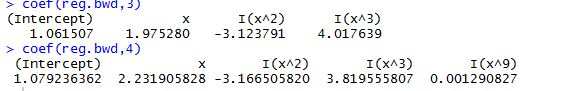 > coef(reg.bwd,3)
(Intercept) x I(x^2) I(x^3)
1.061507 1.975280 -3.123791 4.017639
> coef(reg.bwd,4)
(Intercept) x I(x^2) I(x^3) I(x^9)
1.079236362 2.231905828 -3.166505820 3.819555807 0.001290827